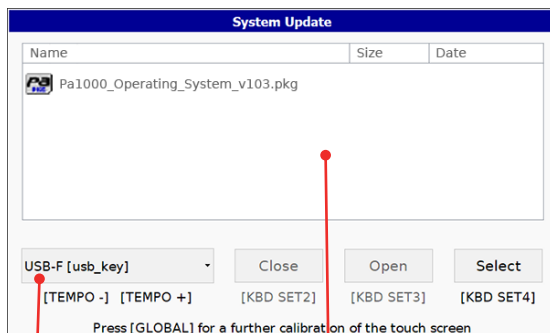 System Update
Name Size Date
Pa1000_Operating_System_v103.pkg
USB-F [usb_key] Close Open Select
[TEMPO -] [TEMPO +] [KBD SET2] [KBD SET3] [KBD SET4]
Press [GLOBAL] for a further calibration of the touch screen